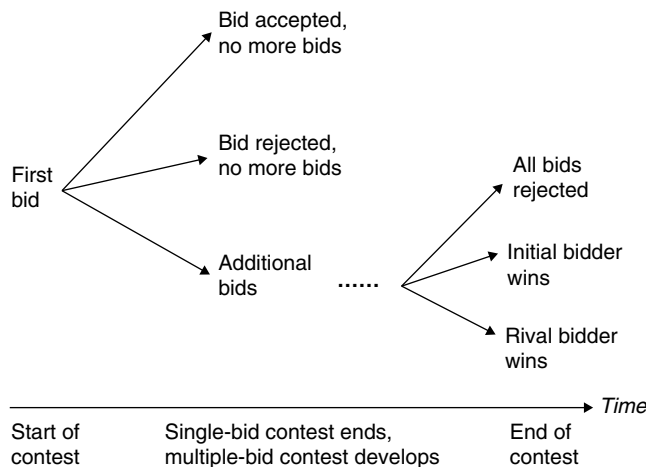 Bid accepted,
no more bids
Bid rejected,
no more bids
First
bid
All bids
rejected
Additional
bids
......
Initial bidder
wins
Rival bidder
wins
Time
Start of
contest
Single-bid contest ends,
multiple-bid contest develops
End of
contest